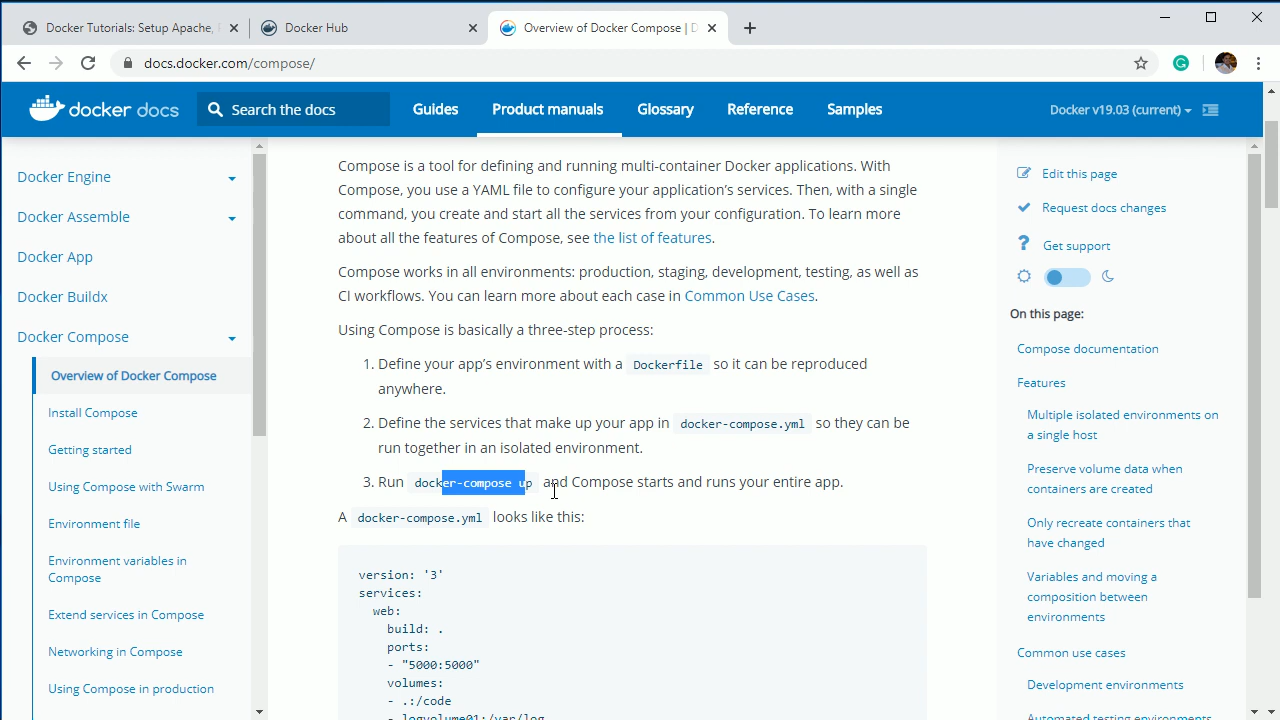 Docker Tutorials: Setup Apache,
Docker Hub
Overview of Docker Compose | D
docs.docker.com/compose/
docker docs
Search the docs
Guides
Product manuals
Glossary
Reference
Samples
Docker v19.03 (current)
Docker Engine
Docker Assemble
Docker App
Docker Buildx
Docker Compose
Overview of Docker Compose
Install Compose
Getting started
Using Compose with Swarm
Environment file
Environment variables in
Compose
Extend services in Compose
Networking in Compose
Using Compose in production
Compose is a tool for defining and running multi-container Docker applications. With
Compose, you use a YAML file to configure your application’s services. Then, with a single
command, you create and start all the services from your configuration. To learn more
about all the features of Compose, see the list of features.
Compose works in all environments: production, staging, development, testing, as well as
CI workflows. You can learn more about each case in Common Use Cases.
Using Compose is basically a three-step process:
1. Define your app’s environment with a Dockerfile so it can be reproduced
anywhere.
2. Define the services that make up your app in docker-compose.yml so they can be
run together in an isolated environment.
3. Run docker-compose up and Compose starts and runs your entire app.
A docker-compose.yml looks like this:
version: '3'
services:
web:
build: .
ports:
- "5000:5000"
volumes:
- .:/code
- logvolume01:/var/log
Edit this page
Request docs changes
Get support
On this page:
Compose documentation
Features
Multiple isolated environments on
a single host
Preserve volume data when
containers are created
Only recreate containers that
have changed
Variables and moving a
composition between
environments
Common use cases
Development environments
Automated testing environments